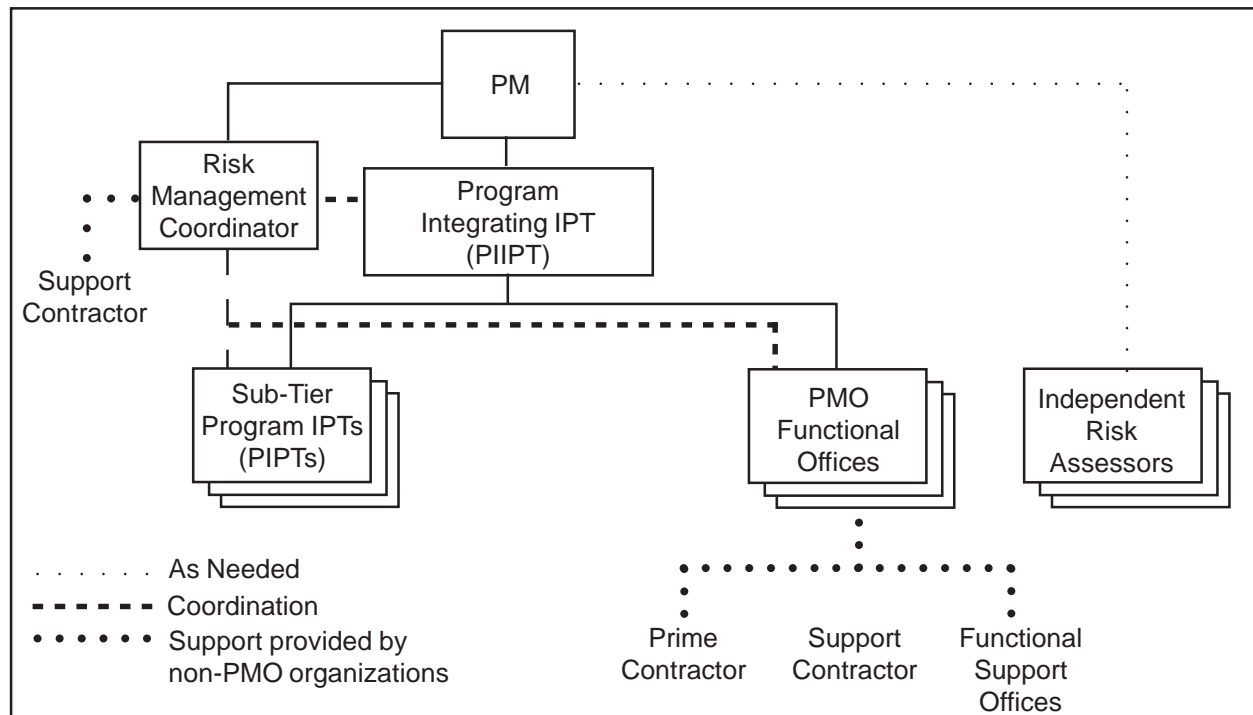 PM
Risk
Management
Coordinator
Program
Integrating IPT
(PIIPT)
Support
Contractor
Sub-Tier
Program IPTs
(PIPTs)
PMO
Functional
Offices
Independent
Risk
Assessors
As Needed
Coordination
Support provided by
non-PMO organizations
Prime
Contractor
Support
Contractor
Functional
Support
Offices